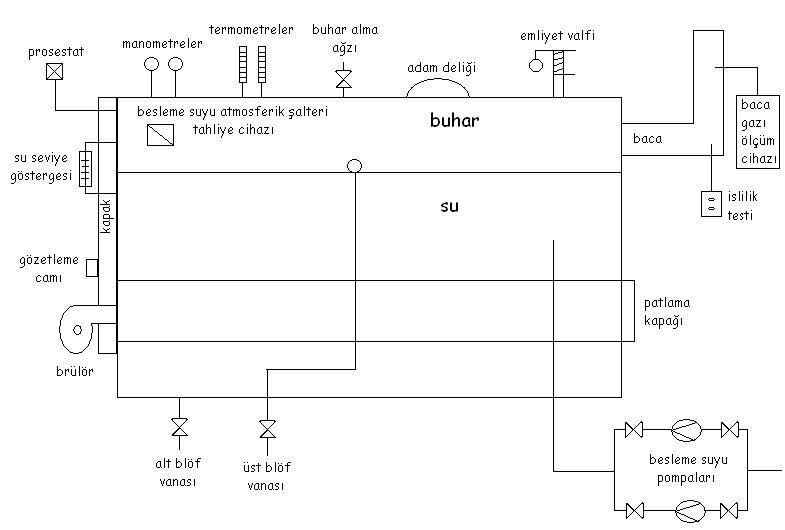 prosestat
manometreler
termometreler
buhar alma
ağzı
adam deliği
emliyet valfi
besleme suyu atmosferik şalteri
tahliye cihazı
buhar
baca
baca
gazı
ölçüm
cihazı
su seviye
göstergesi
kapak
su
islilik
testi
gözetleme
camı
patlama
kapağı
brülör
alt blöf
vanası
üst blöf
vanası
besleme suyu
pompaları